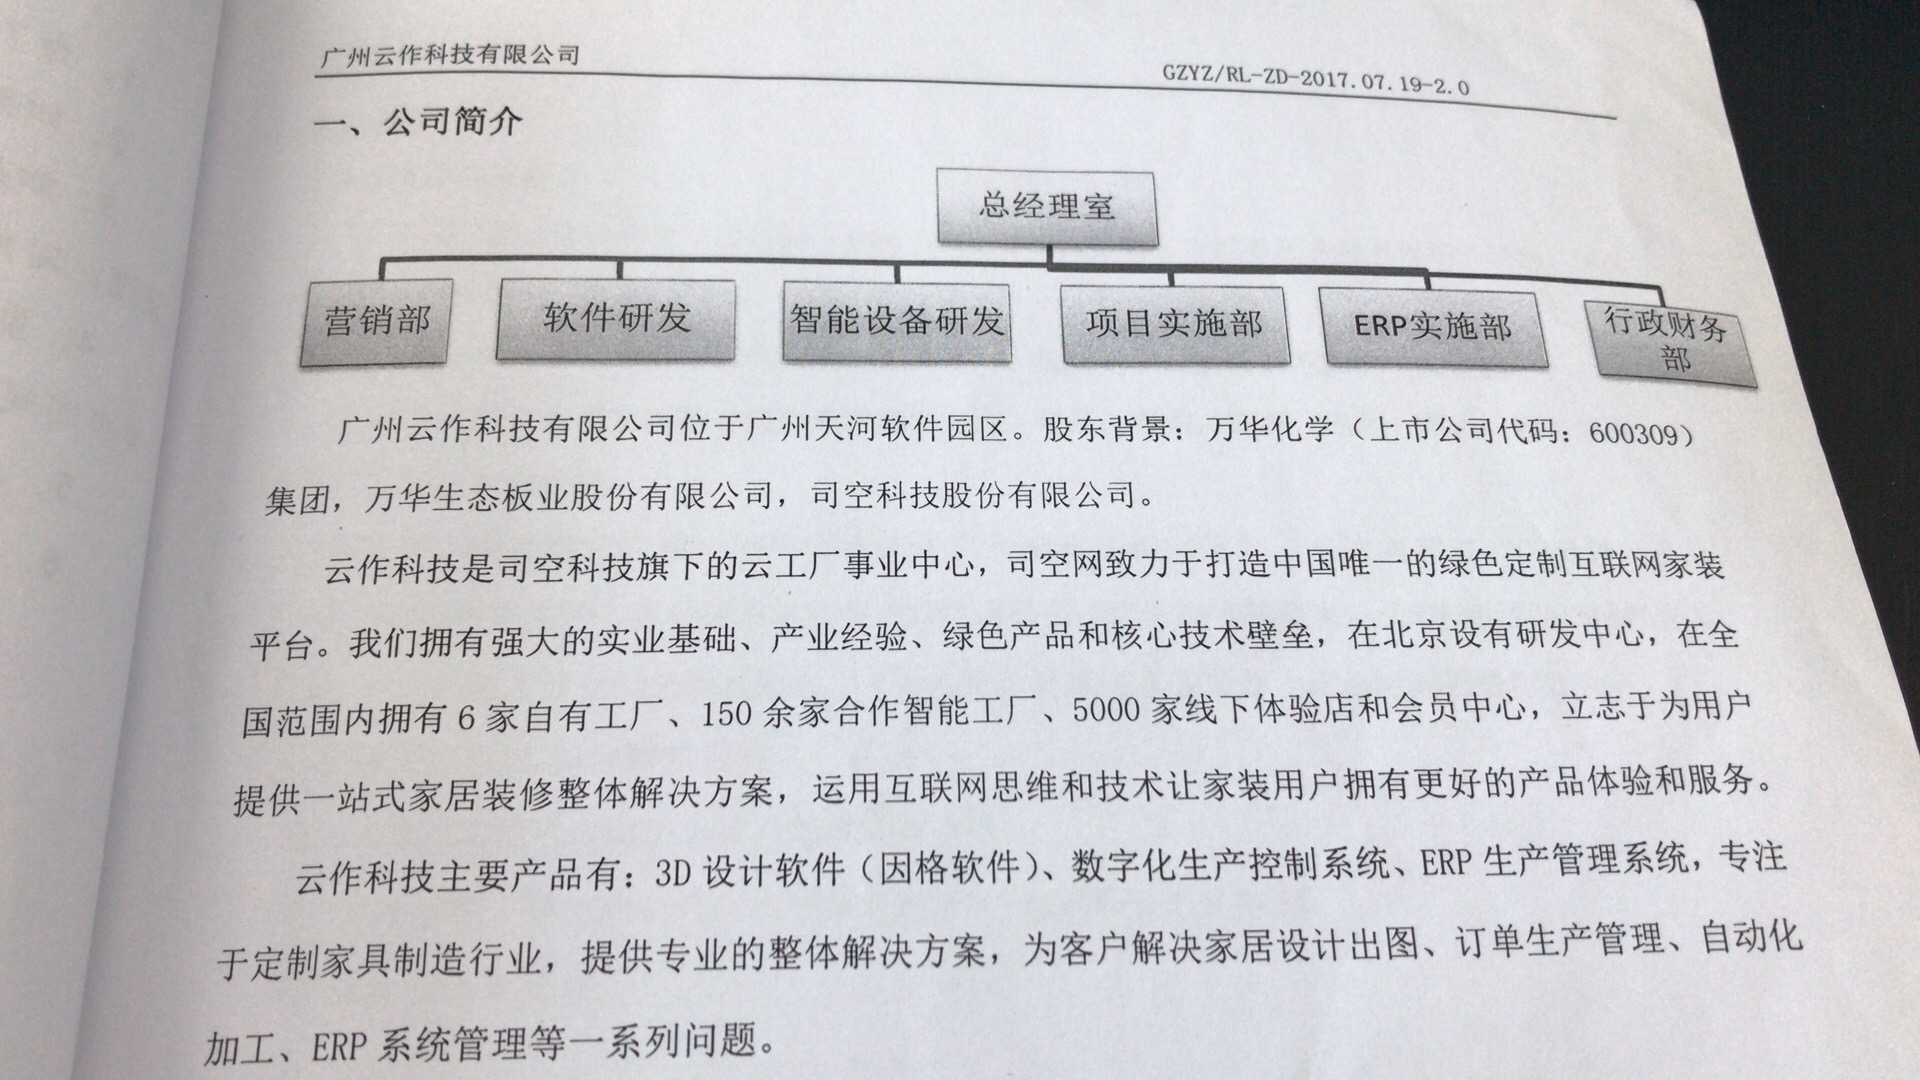 广州云作科技有限公司
GZYZ/RL-ZD-2017.07.19-2.0
一、公司简介
总经理室
营销部
软件研发
智能设备研发
项目实施部
ERP实施部
行政财务
部
广州云作科技有限公司位于广州天河软件园区。股东背景：万华化学（上市公司代码：600309）
集团，万华生态板业股份有限公司，司空科技股份有限公司。
云作科技是司空科技旗下的云工厂事业中心，司空网致力于打造中国唯一的绿色定制互联网家装
平台。我们拥有强大的实业基础、产业经验、绿色产品和核心技术壁垒，在北京设有研发中心，在全
国范围内拥有 6 家自有工厂、150 余家合作智能工厂、5000 家线下体验店和会员中心，立志于为用户
提供一站式家居装修整体解决方案，运用互联网思维和技术让家装用户拥有更好的产品体验和服务。
云作科技主要产品有：3D 设计软件（因格软件）、数字化生产控制系统、ERP 生产管理系统，专注
于定制家具制造行业，提供专业的整体解决方案，为客户解决家居设计出图、订单生产管理、自动化
加工、ERP 系统管理等一系列问题。